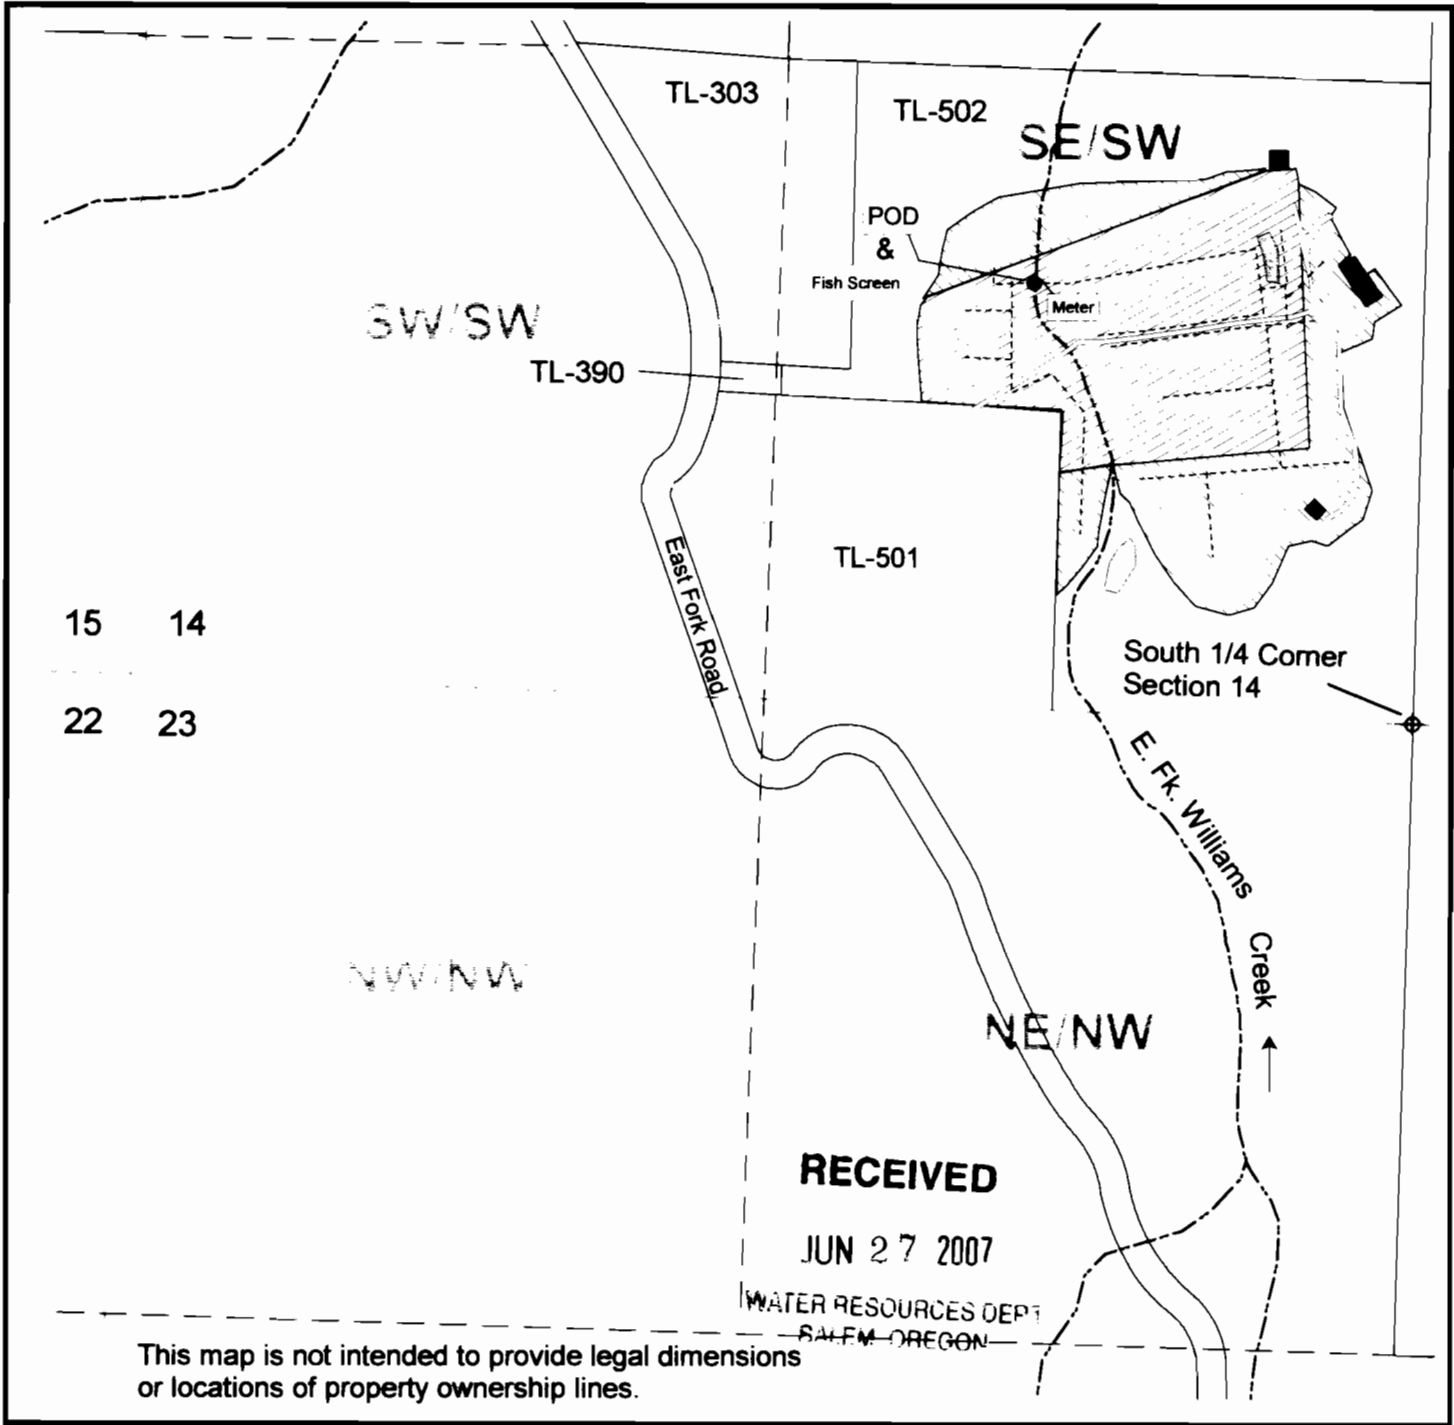 TL-303
TL-502
SE/SW
POD
&
Fish Screen
Meter
SW/SW
TL-390
TL-501
East Fork Road
15 14
22 23
South 1/4 Corner
Section 14
E. Fk. Williams
Creek
NW/NW
NE/NW
RECEIVED
JUN 27 2007
WATER RESOURCES DEPT
SALEM OREGON
This map is not intended to provide legal dimensions
or locations of property ownership lines.